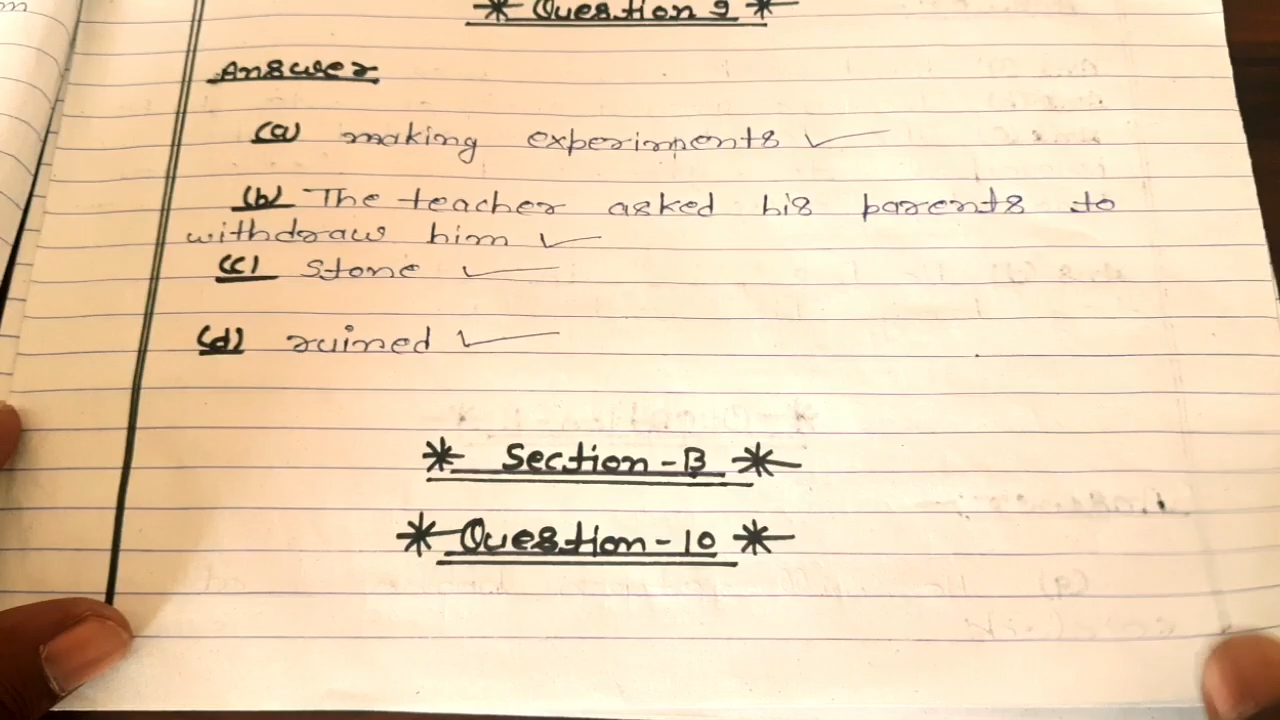 * Question 9 *
Answer
(a) making experiments ✓
(b) The teacher asked his parents to
withdraw him ✓
(c) Stone ✓
(d) ruined ✓
* Section-B *
* Question-10 *